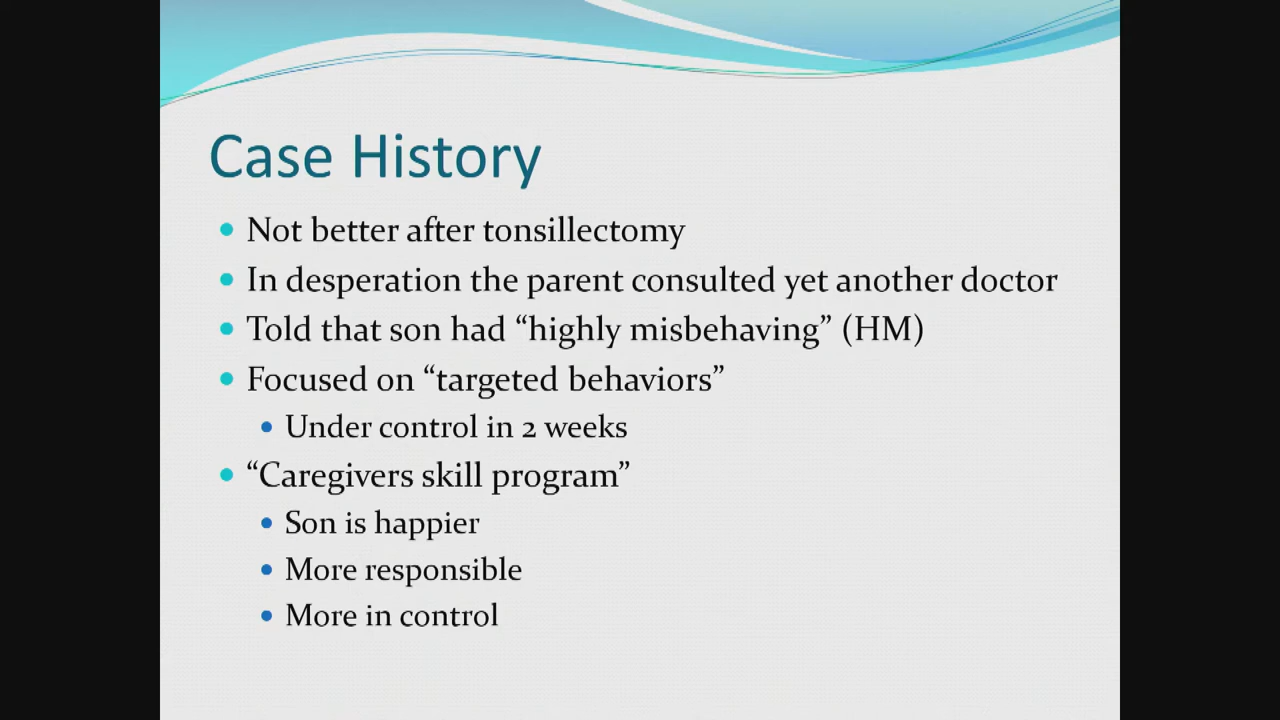 Case History
Not better after tonsillectomy
In desperation the parent consulted yet another doctor
Told that son had “highly misbehaving” (HM)
Focused on “targeted behaviors”
Under control in 2 weeks
“Caregivers skill program”
Son is happier
More responsible
More in control